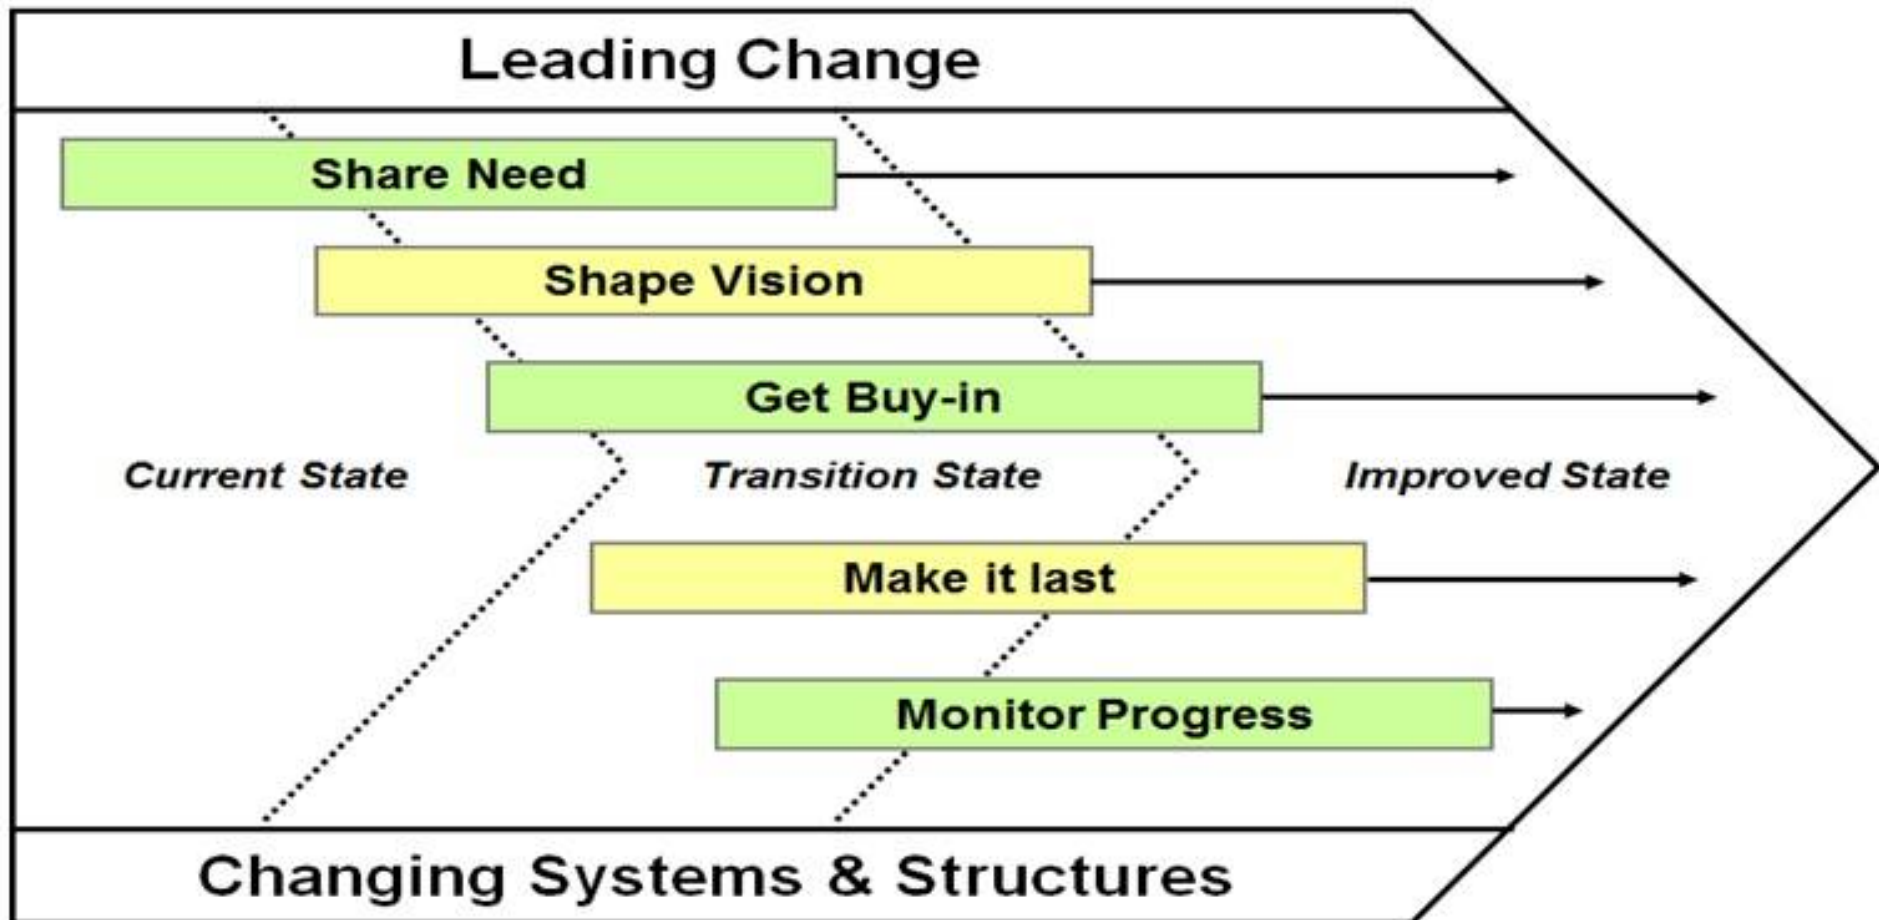 Leading Change
Share Need
Shape Vision
Get Buy-in
Current State
Transition State
Improved State
Make it last
Monitor Progress
Changing Systems & Structures